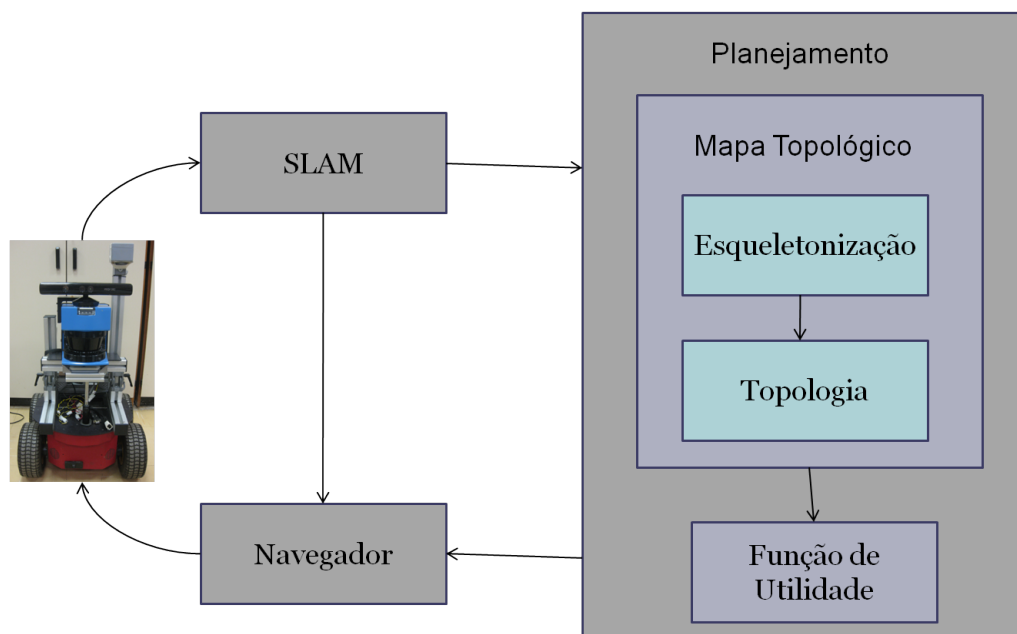 Planejamento
Mapa Topológico
SLAM
Esqueletonização
Topologia
Navegador
Função de
Utilidade